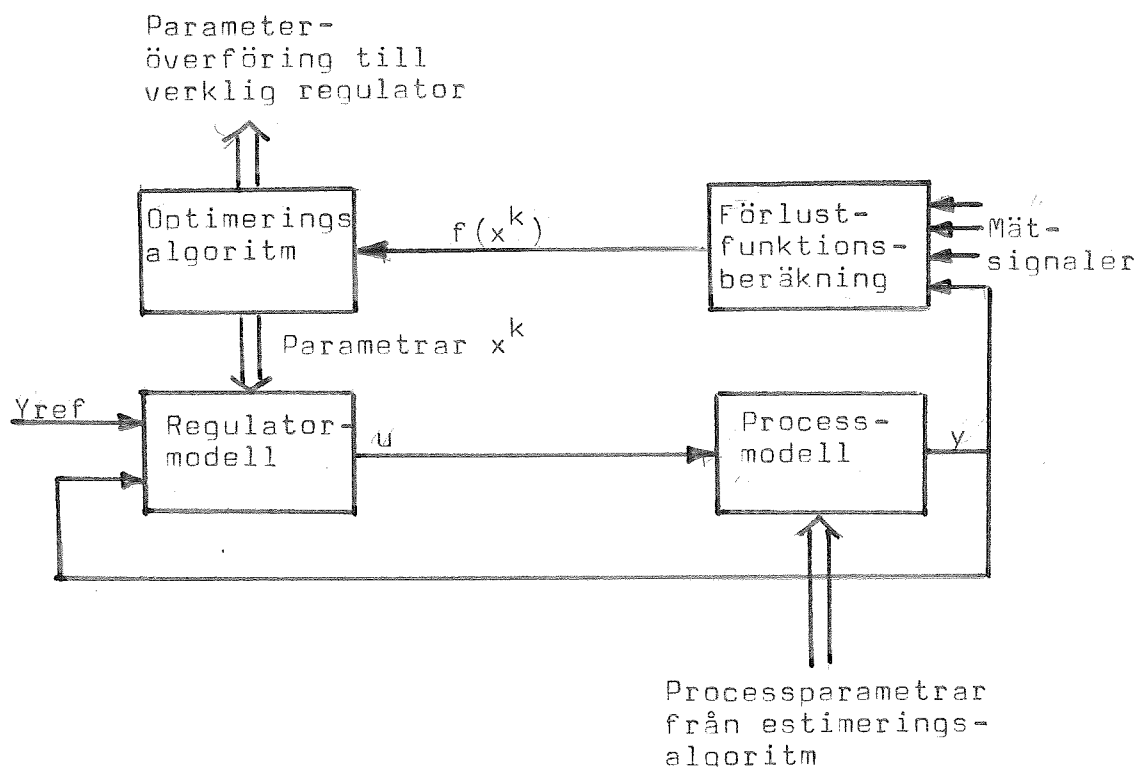 Parameter-
överföring till
verklig regulator
Optimerings
algoritm
f(x^k)
Förlust-
funktions-
beräkning
Mät-
signaler
Parametrar x^k
Yref
Regulator-
modell
u
Process-
modell
y
Processparametrar
från estimerings-
algoritm